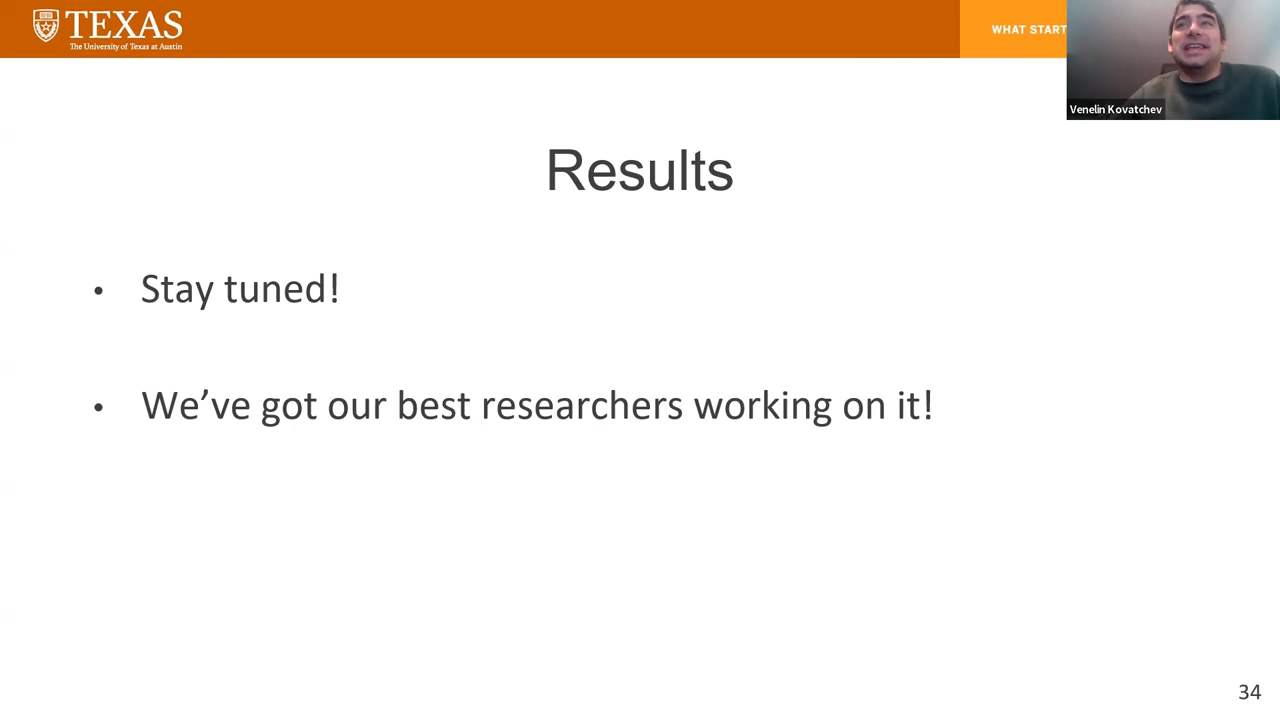 TEXAS
The University of Texas at Austin
WHAT START
Venelin Kovatchev
Results
• Stay tuned!
• We’ve got our best researchers working on it!
34